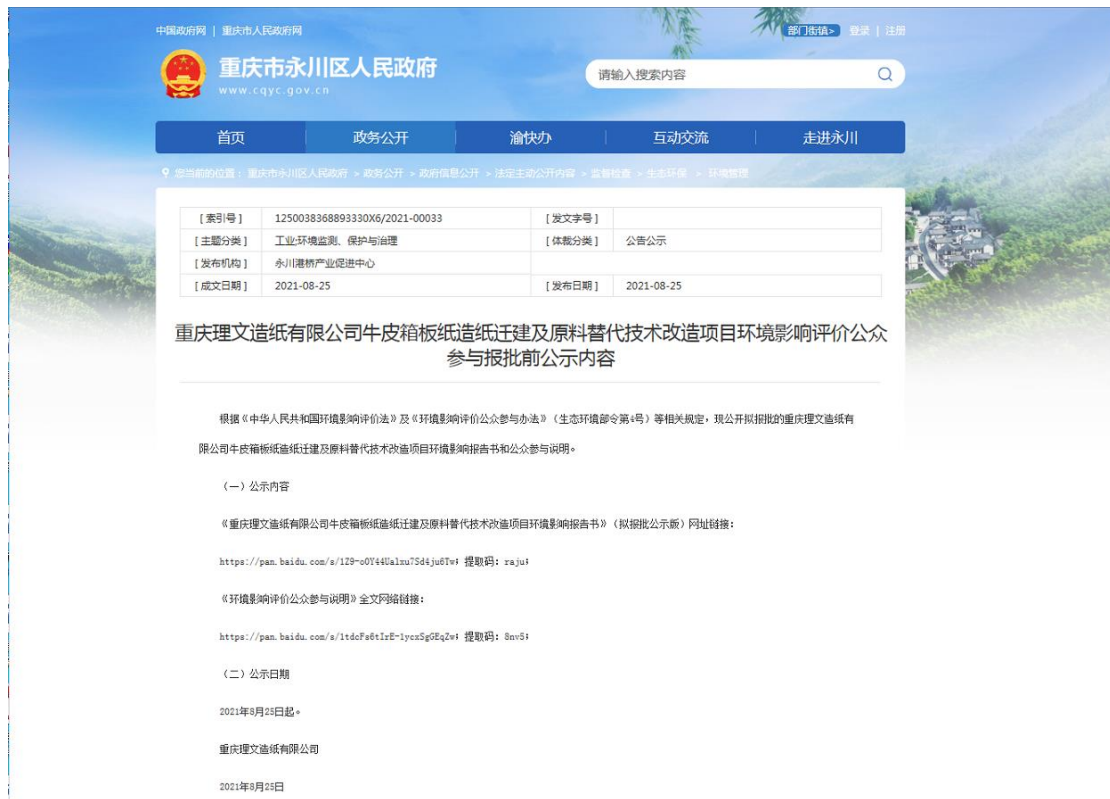 中国政府网 | 重庆市人民政府网
部门街镇> 登录 | 注册
重庆市永川区人民政府
www.cqyc.gov.cn
请输入搜索内容
首页 政务公开 渝快办 互动交流 走进永川
您当前的位置：重庆市永川区人民政府 > 政务公开 > 政府信息公开 > 法定主动公开内容 > 监督检查 > 生态环保 > 环境管理
[ 索引号 ] 1250038368893330X6/2021-00033 [ 发文字号 ]
[ 主题分类 ] 工业;环境监测、保护与治理 [ 体裁分类 ] 公告公示
[ 发布机构 ] 永川港桥产业促进中心
[ 成文日期 ] 2021-08-25 [ 发布日期 ] 2021-08-25
重庆理文造纸有限公司牛皮箱板纸造纸迁建及原料替代技术改造项目环境影响评价公众
参与报批前公示内容
根据《中华人民共和国环境影响评价法》及《环境影响评价公众参与办法》（生态环境部令第4号）等相关规定，现公开拟报批的重庆理文造纸有
限公司牛皮箱板纸造纸迁建及原料替代技术改造项目环境影响报告书和公众参与说明。
（一）公示内容
《重庆理文造纸有限公司牛皮箱板纸造纸迁建及原料替代技术改造项目环境影响报告书》（拟报批公示版）网址链接：
https://pan.baidu.com/s/1Z9-o0Y44Ualxu7Sd4ju6Tw；提取码：raju；
《环境影响评价公众参与说明》全文网络链接：
https://pan.baidu.com/s/1tdcFs6tIrE-1ycxSgGEqZw；提取码：8nv5；
（二）公示日期
2021年8月25日起。
重庆理文造纸有限公司
2021年8月25日